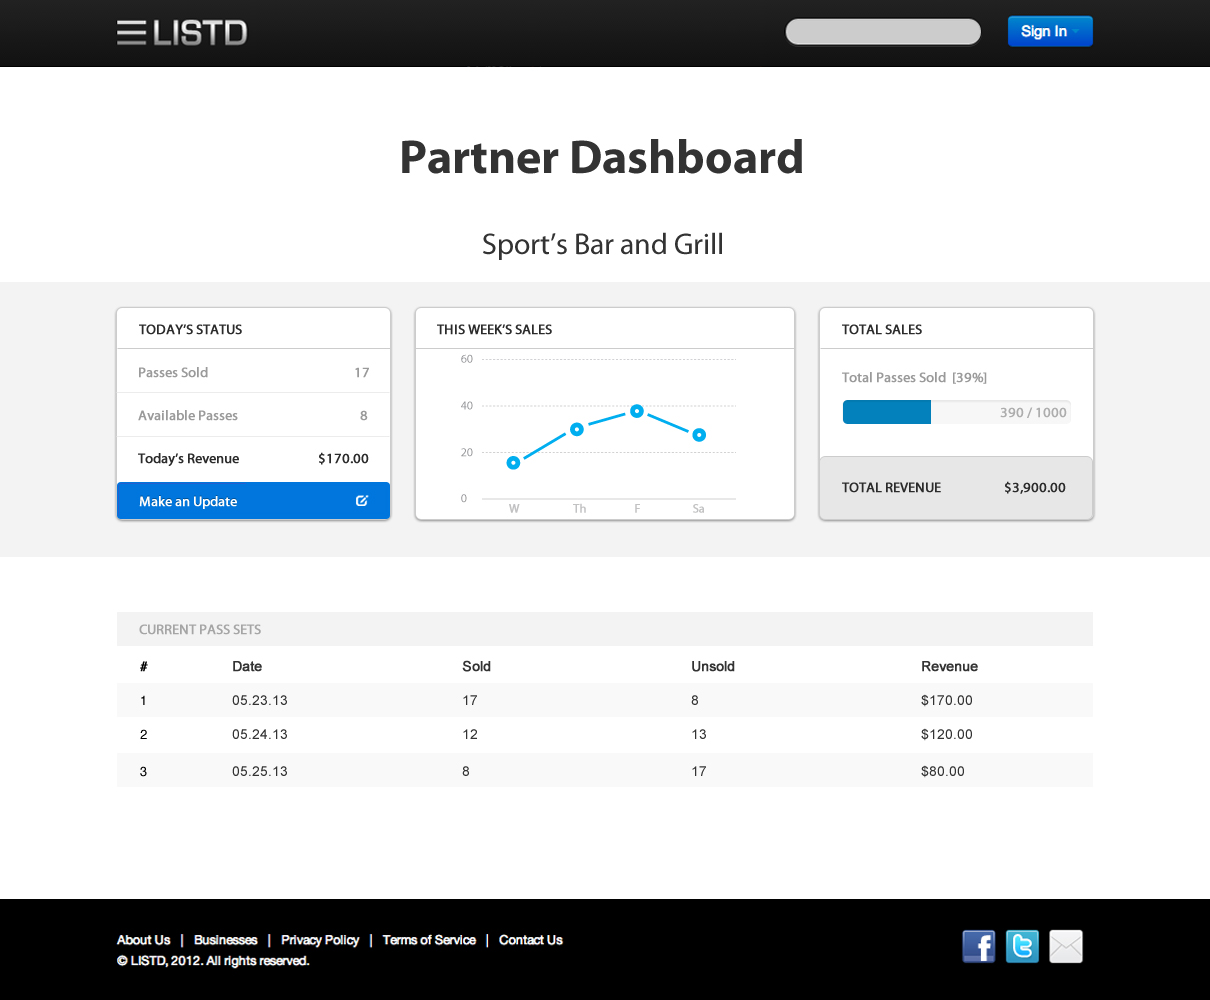 LISTD
Sign In
Partner Dashboard
Sport's Bar and Grill
TODAY'S STATUS
Passes Sold 17
Available Passes 8
Today's Revenue $170.00
Make an Update
THIS WEEK'S SALES
60
40
20
0
W Th F Sa
TOTAL SALES
Total Passes Sold [39%]
390 / 1000
TOTAL REVENUE $3,900.00
CURRENT PASS SETS
# Date Sold Unsold Revenue
1 05.23.13 17 8 $170.00
2 05.24.13 12 13 $120.00
3 05.25.13 8 17 $80.00
About Us | Businesses | Privacy Policy | Terms of Service | Contact Us
© LISTD, 2012. All rights reserved.